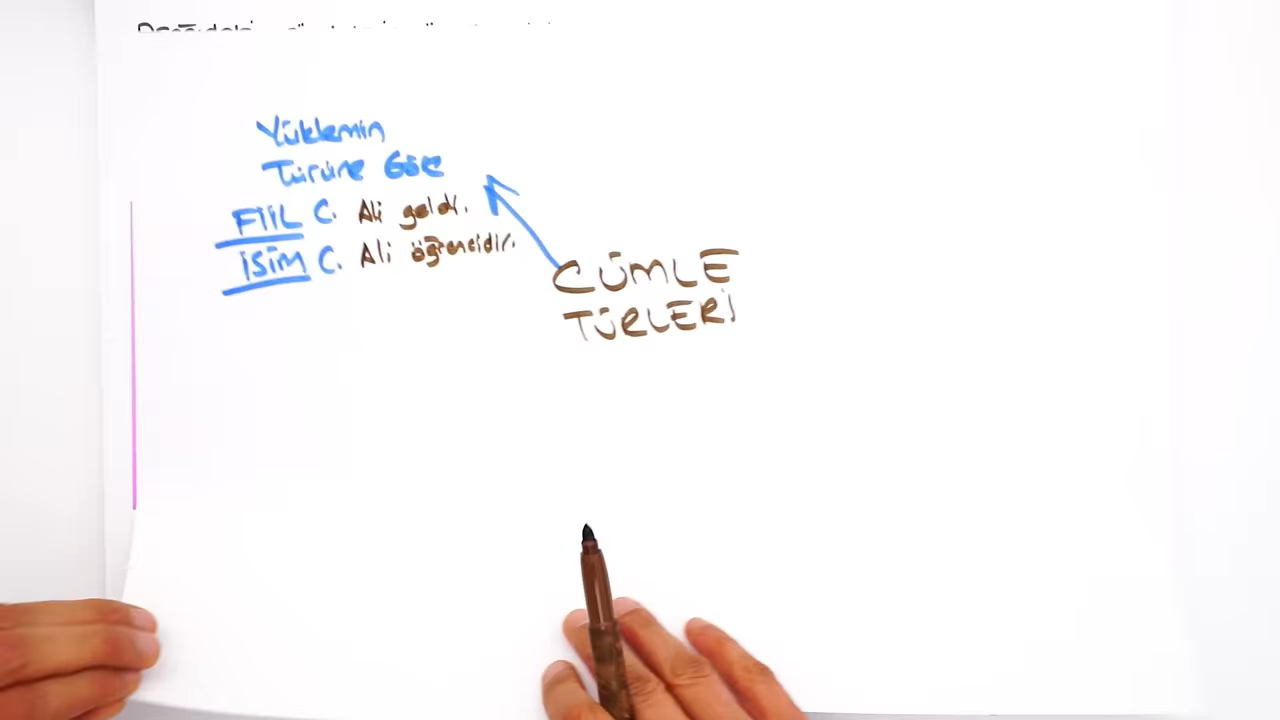 Yüklemin
Türüne Göre
FİİL C. Ali geldi.
İSİM C. Ali öğrencidir.
CÜMLE
TÜRLERİ